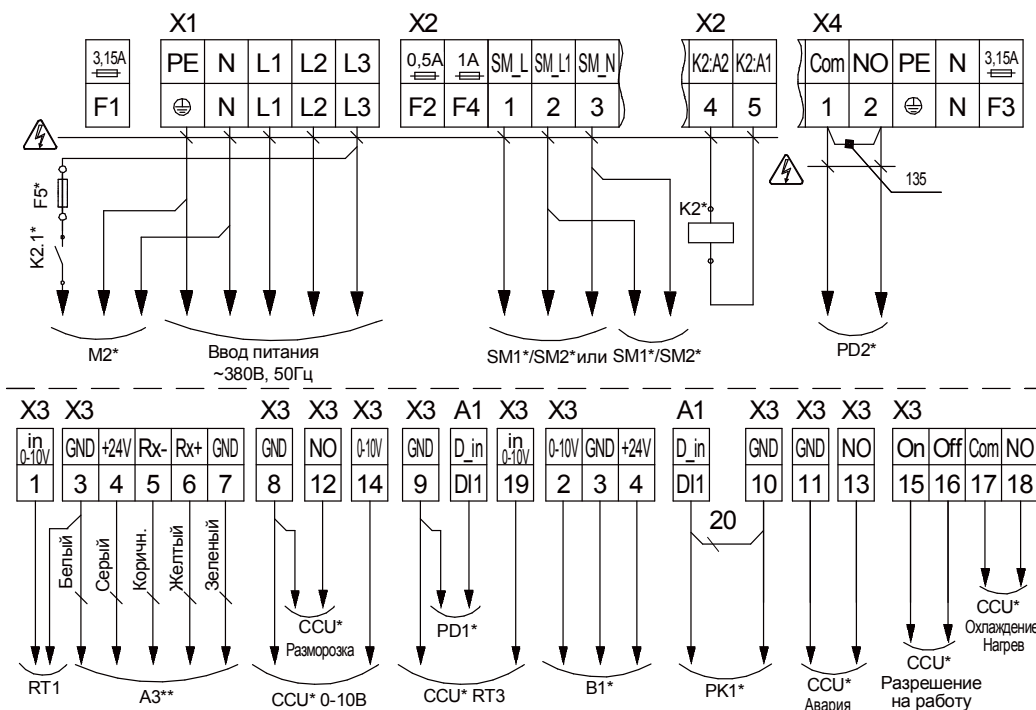 X1 X2 X2 X4
3,15A PE N L1 L2 L3 0,5A 1A SM_L SM_L1 SM_N K2:A2 K2:A1 Com NO PE N 3,15A
F1 N L1 L2 L3 F2 F4 1 2 3 4 5 1 2 N F3
F5*
K2.1*
K2*
135
M2*
Ввод питания
~380В, 50Гц
SM1*/SM2*или SM1*/SM2*
PD2*
X3 X3 X3 X3 X3 X3 A1 X3 X3 A1 X3 X3 X3 X3
in 0-10V GND +24V Rx- Rx+ GND GND NO 0-10V GND D_in in 0-10V 0-10V GND +24V D_in GND GND NO On Off Com NO
1 3 4 5 6 7 8 12 14 9 DI1 19 2 3 4 DI1 10 11 13 15 16 17 18
20
Белый
Серый
Коричн.
Желтый
Зеленый
CCU*
Разморозка
PD1*
CCU*
Охлаждение
Нагрев
RT1
A3**
CCU* 0-10В
CCU* RT3
B1*
PK1*
CCU*
Авария
CCU*
Разрешение
на работу